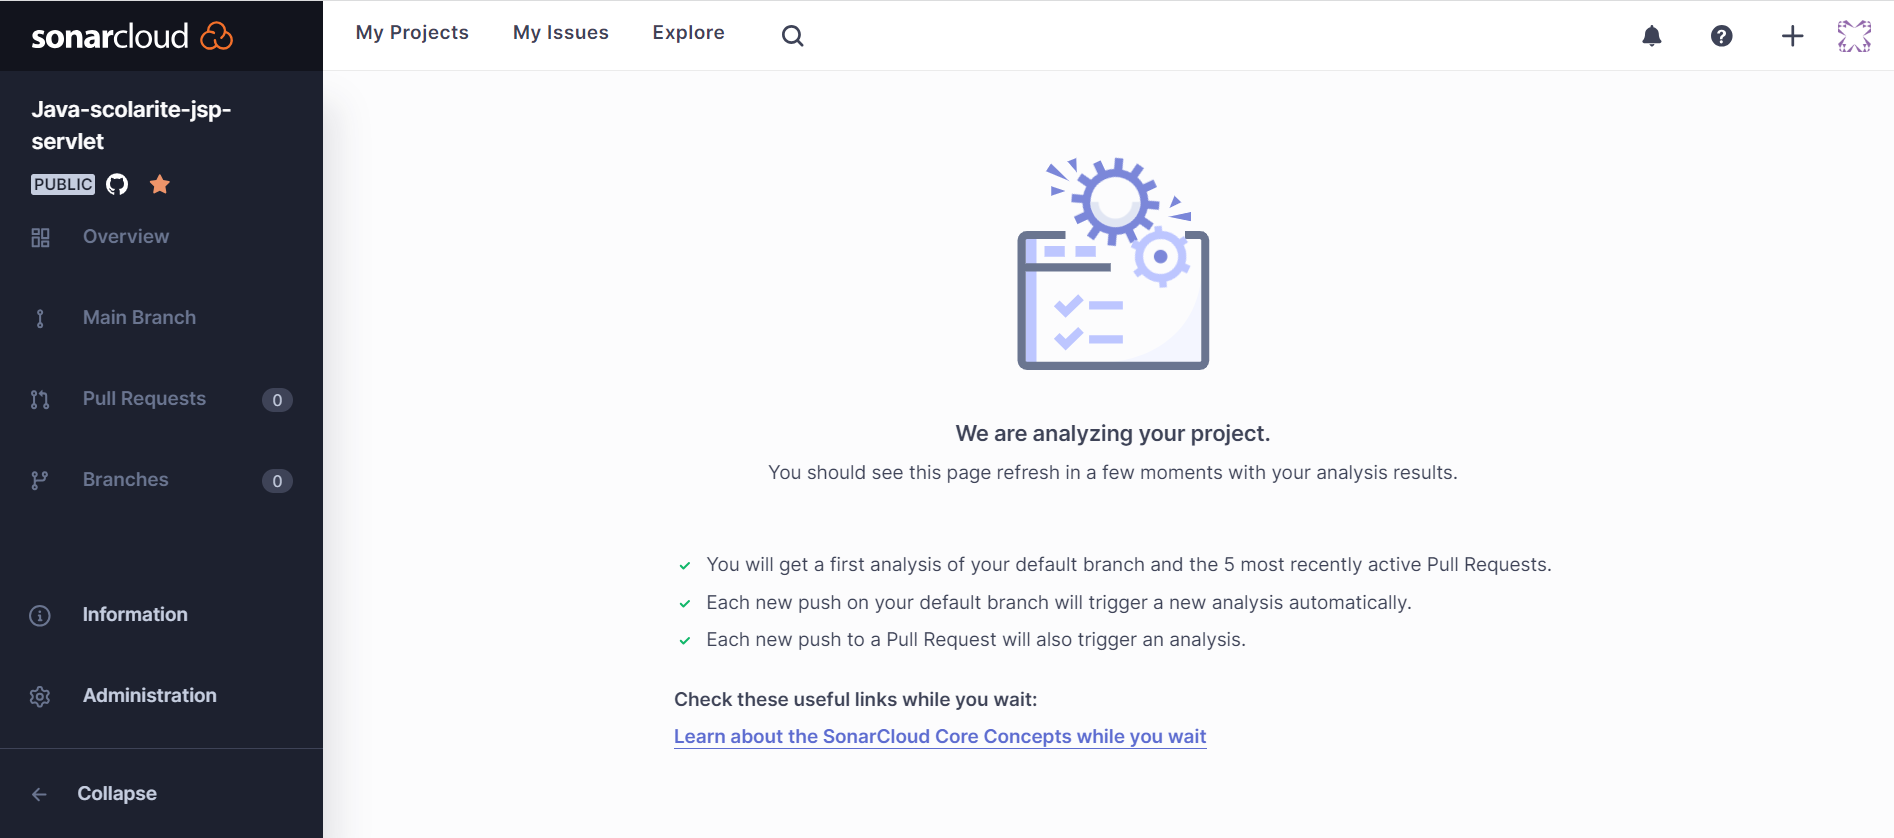 sonarcloud
My Projects
My Issues
Explore
Java-scolarite-jsp-
servlet
PUBLIC
Overview
Main Branch
Pull Requests 0
Branches 0
Information
Administration
Collapse
We are analyzing your project.
You should see this page refresh in a few moments with your analysis results.
You will get a first analysis of your default branch and the 5 most recently active Pull Requests.
Each new push on your default branch will trigger a new analysis automatically.
Each new push to a Pull Request will also trigger an analysis.
Check these useful links while you wait:
Learn about the SonarCloud Core Concepts while you wait